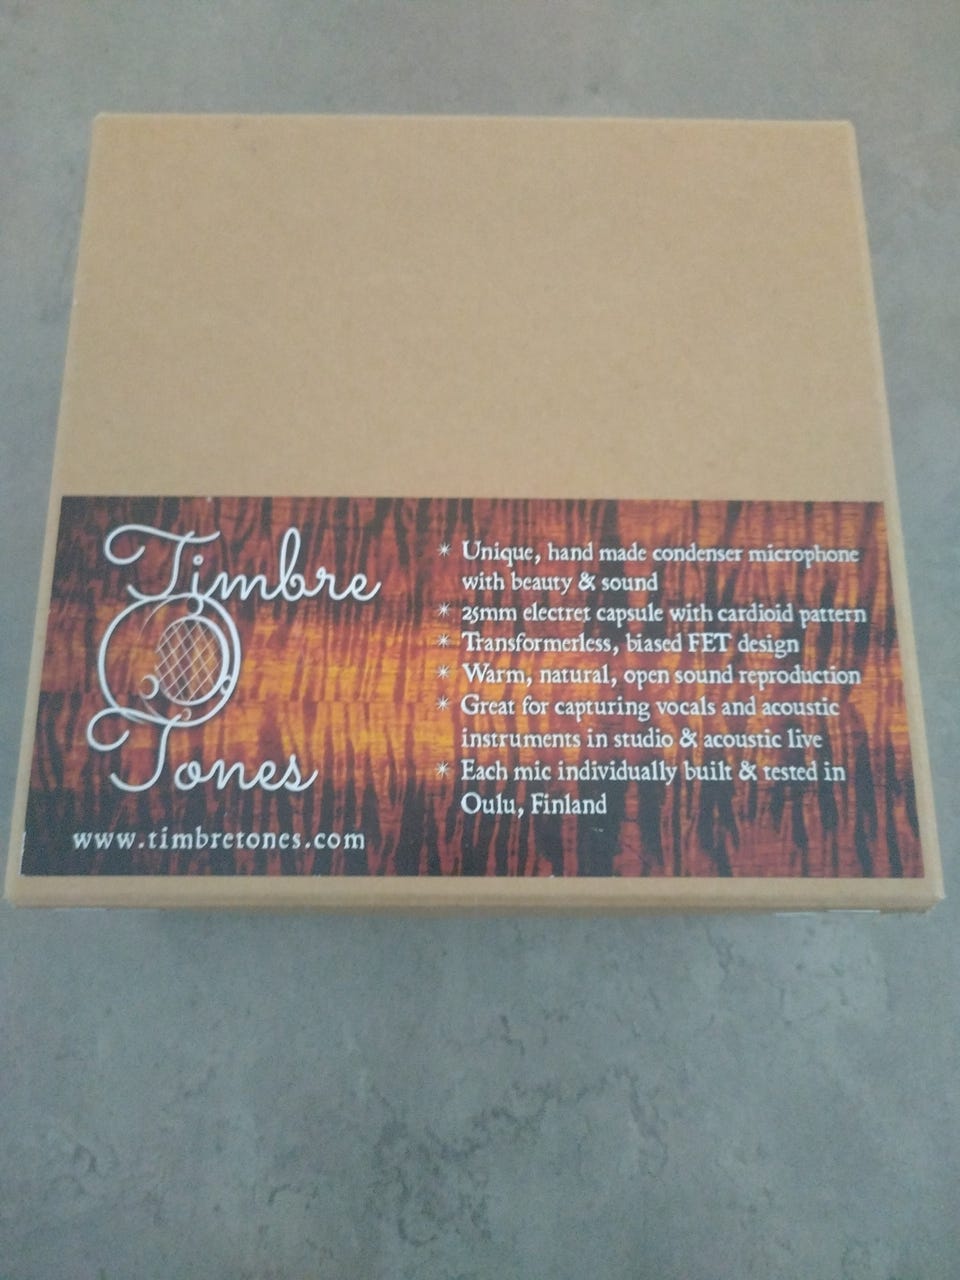 Timbre
Tones
www.timbretones.com
* Unique, hand made condenser microphone
with beauty & sound
* 25mm electret capsule with cardioid pattern
* Transformerless, biased FET design
* Warm, natural, open sound reproduction
* Great for capturing vocals and acoustic
instruments in studio & acoustic live
* Each mic individually built & tested in
Oulu, Finland